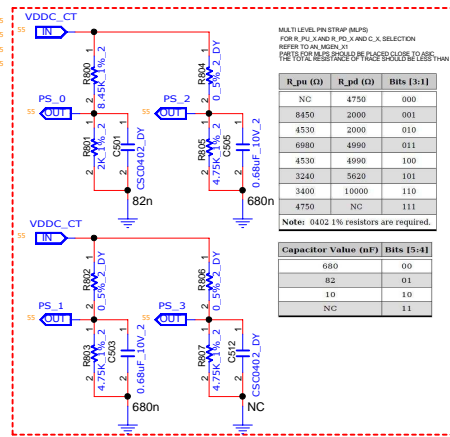 VDDC_CT
IN
R800
8.45K_1%_2
R804
0_5%_2_DY
PS_0
OUT
PS_2
OUT
R801
2K_1%_2
C501
CSC0402_DY
R805
4.75K_1%_2
C505
0.68uF_10V_2
82n
680n
VDDC_CT
IN
R802
0_5%_2_DY
R806
0_5%_2_DY
PS_1
OUT
PS_3
OUT
R803
4.75K_1%_2
C503
0.68uF_10V_2
R807
4.75K_1%_2
C512
CSC0402_DY
680n
NC
MULTI LEVEL PIN STRAP (MLPS)
FOR R_PU_X AND R_PD_X AND C_X, SELECTION
REFER TO AN_MGEN_X1
PARTS FOR MLPS SHOULD BE PLACED CLOSE TO ASIC
THE TOTAL RESISTANCE OF TRACE SHOULD BE LESS THAN
R_pu (Ω) R_pd (Ω) Bits [3:1]
NC 4750 000
8450 2000 001
4530 2000 010
6980 4990 011
4530 4990 100
3240 5620 101
3400 10000 110
4750 NC 111
Note: 0402 1% resistors are required.
Capacitor Value (nF) Bits [5:4]
680 00
82 01
10 10
NC 11